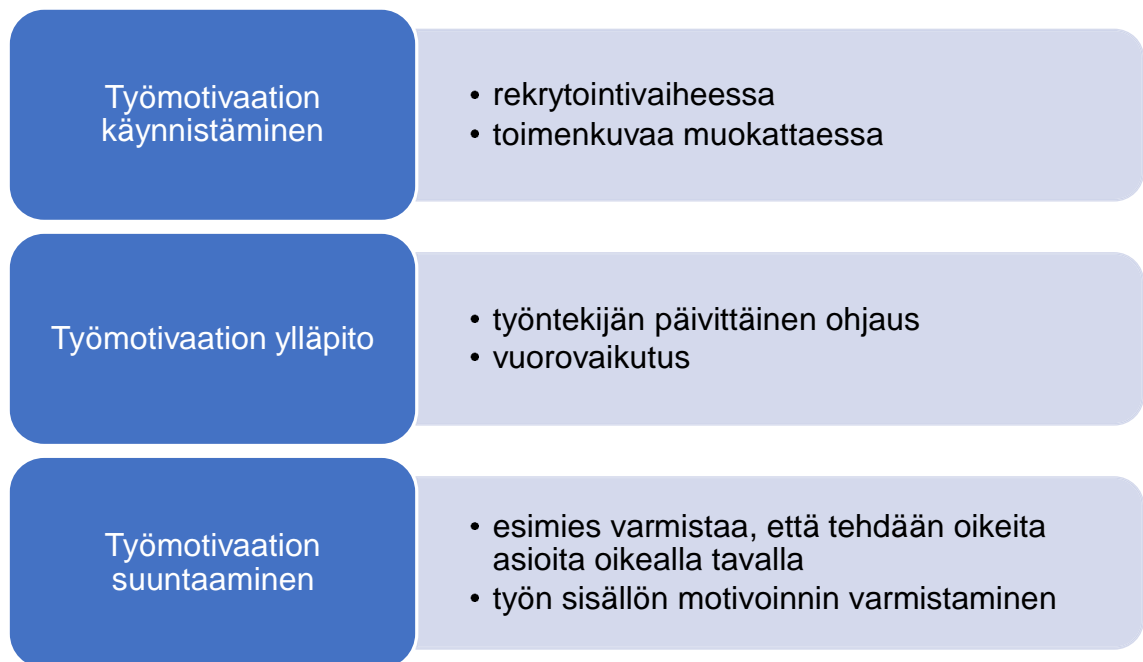 Työmotivaation
käynnistäminen
• rekrytointivaiheessa
• toimenkuvaa muokattaessa
Työmotivaation ylläpito
• työntekijän päivittäinen ohjaus
• vuorovaikutus
Työmotivaation
suuntaaminen
• esimies varmistaa, että tehdään oikeita
asioita oikealla tavalla
• työn sisällön motivoinnin varmistaminen